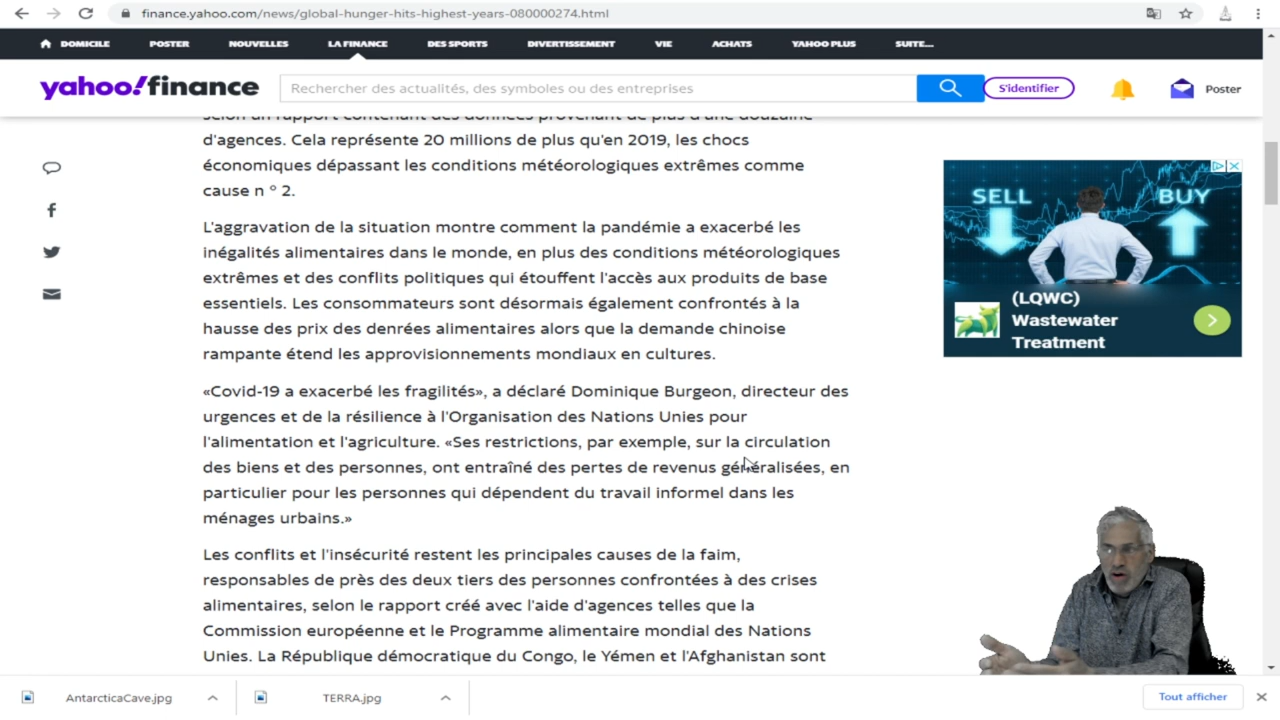 finance.yahoo.com/news/global-hunger-hits-highest-years-080000274.html
DOMICILE POSTER NOUVELLES LA FINANCE DES SPORTS DIVERTISSEMENT VIE ACHATS YAHOO PLUS SUITE...
yahoo!finance Rechercher des actualités, des symboles ou des entreprises S'identifier Poster
selon un rapport contenant des données provenant de plus d'une douzaine
d'agences. Cela représente 20 millions de plus qu'en 2019, les chocs
économiques dépassant les conditions météorologiques extrêmes comme
cause n ° 2.
L'aggravation de la situation montre comment la pandémie a exacerbé les
inégalités alimentaires dans le monde, en plus des conditions météorologiques
extrêmes et des conflits politiques qui étouffent l'accès aux produits de base
essentiels. Les consommateurs sont désormais également confrontés à la
hausse des prix des denrées alimentaires alors que la demande chinoise
rampante étend les approvisionnements mondiaux en cultures.
«Covid-19 a exacerbé les fragilités», a déclaré Dominique Burgeon, directeur des
urgences et de la résilience à l'Organisation des Nations Unies pour
l'alimentation et l'agriculture. «Ses restrictions, par exemple, sur la circulation
des biens et des personnes, ont entraîné des pertes de revenus généralisées, en
particulier pour les personnes qui dépendent du travail informel dans les
ménages urbains.»
Les conflits et l'insécurité restent les principales causes de la faim,
responsables de près des deux tiers des personnes confrontées à des crises
alimentaires, selon le rapport créé avec l'aide d'agences telles que la
Commission européenne et le Programme alimentaire mondial des Nations
Unies. La République démocratique du Congo, le Yémen et l'Afghanistan sont
SELL BUY
(LQWC)
Wastewater
Treatment
AntarcticaCave.jpg TERRA.jpg Tout afficher